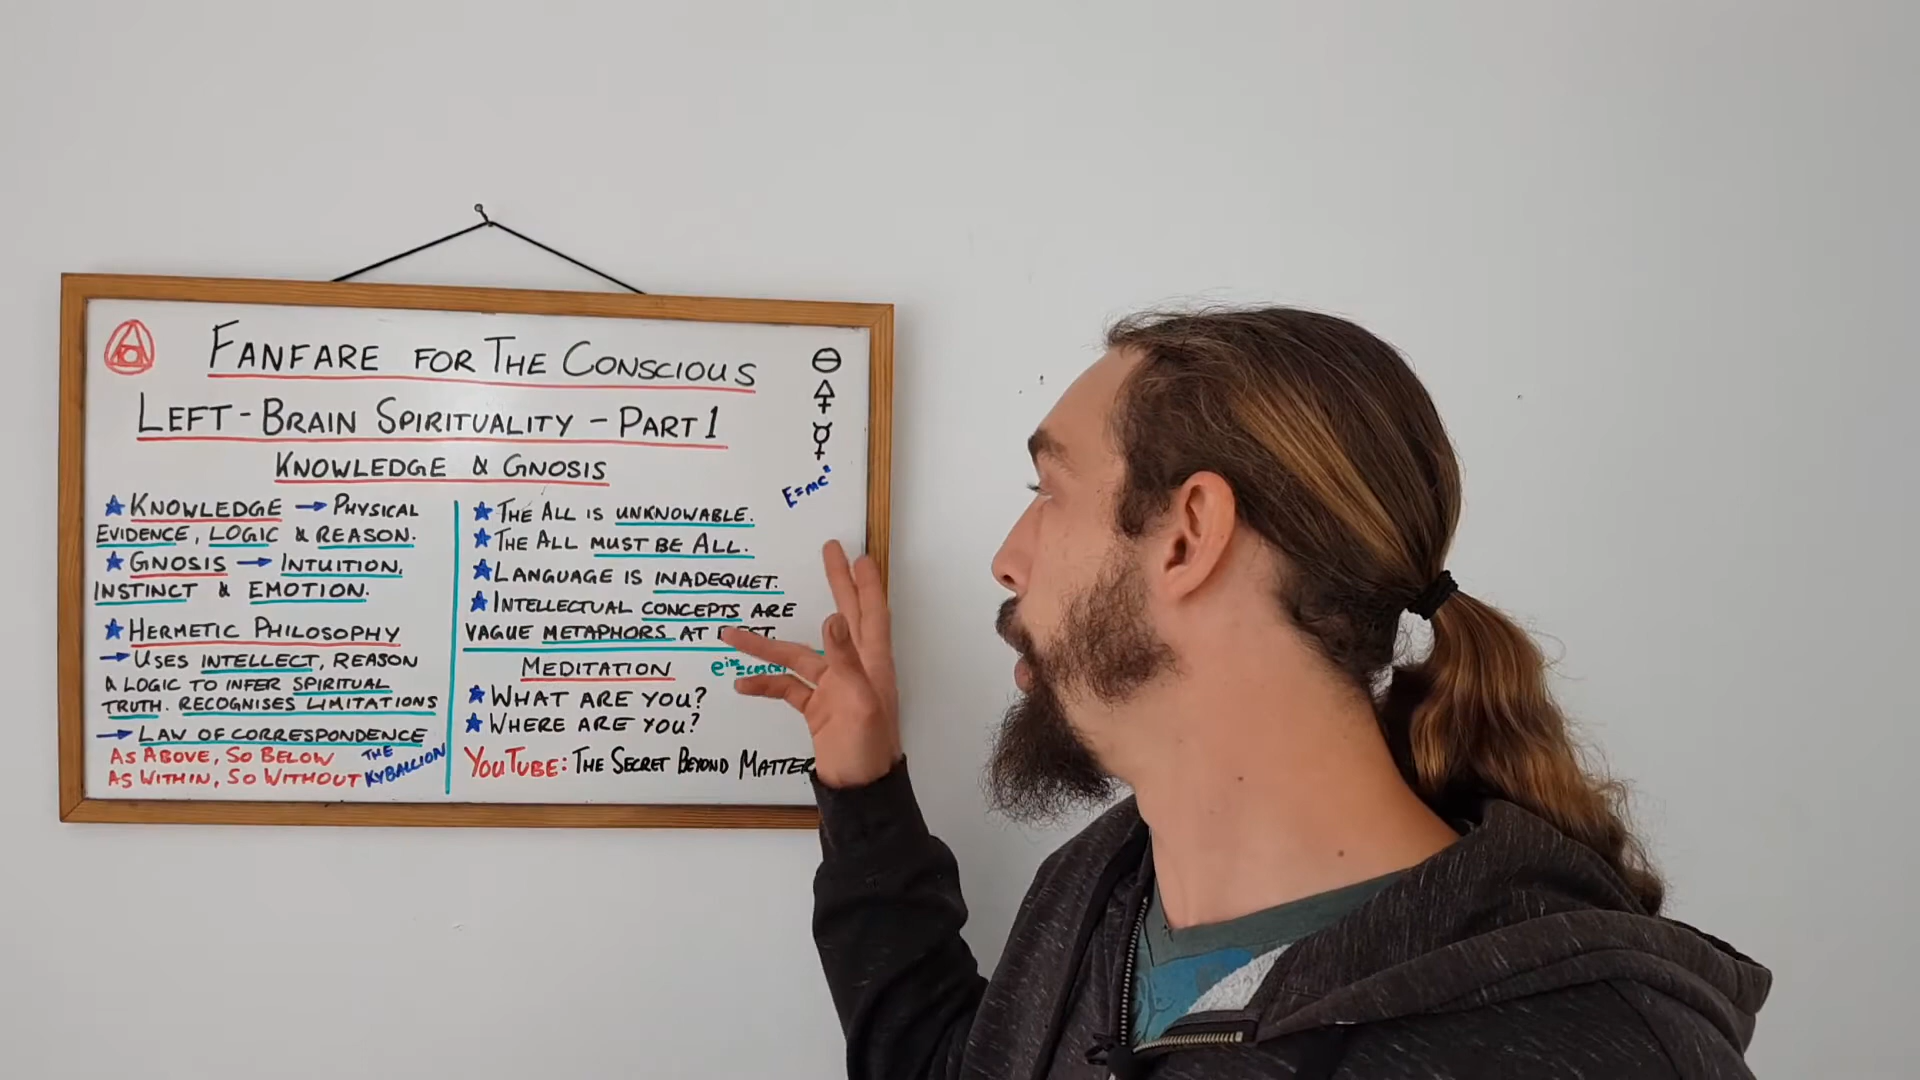 FANFARE FOR THE CONSCIOUS
LEFT-BRAIN SPIRITUALITY - PART 1
KNOWLEDGE & GNOSIS
E=mc²
★ KNOWLEDGE → PHYSICAL
EVIDENCE, LOGIC & REASON.
★ GNOSIS → INTUITION,
INSTINCT & EMOTION.
★ HERMETIC PHILOSOPHY
→ USES INTELLECT, REASON
& LOGIC TO INFER SPIRITUAL
TRUTH. RECOGNISES LIMITATIONS
→ LAW OF CORRESPONDENCE
AS ABOVE, SO BELOW
AS WITHIN, SO WITHOUT
THE
KYBALLION
★ THE ALL IS UNKNOWABLE.
★ THE ALL MUST BE ALL.
★ LANGUAGE IS INADEQUET.
★ INTELLECTUAL CONCEPTS ARE
VAGUE METAPHORS AT BEST.
MEDITATION
★ WHAT ARE YOU?
★ WHERE ARE YOU?
YOUTUBE: THE SECRET BEYOND MATTER